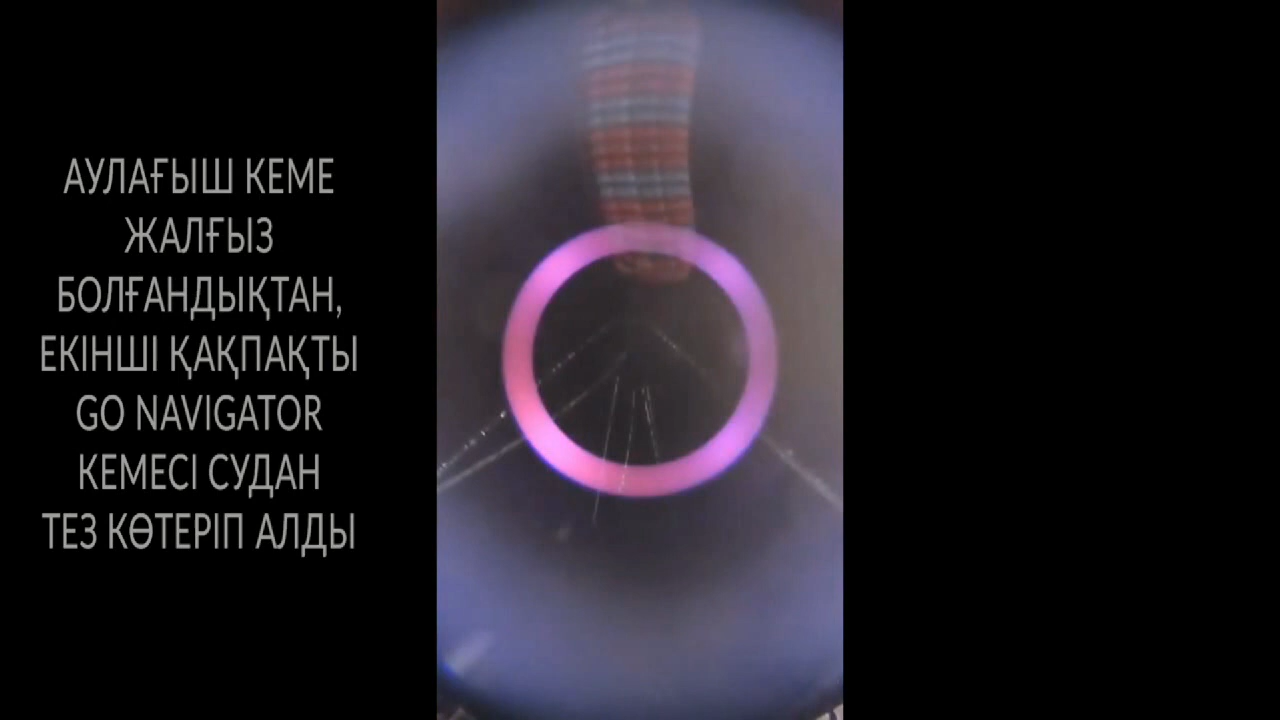 АУЛАҒЫШ КЕМЕ
ЖАЛҒЫЗ
БОЛҒАНДЫҚТАН,
ЕКІНШІ ҚАҚПАҚТЫ
GO NAVIGATOR
КЕМЕСІ СУДАН
ТЕЗ КӨТЕРІП АЛДЫ